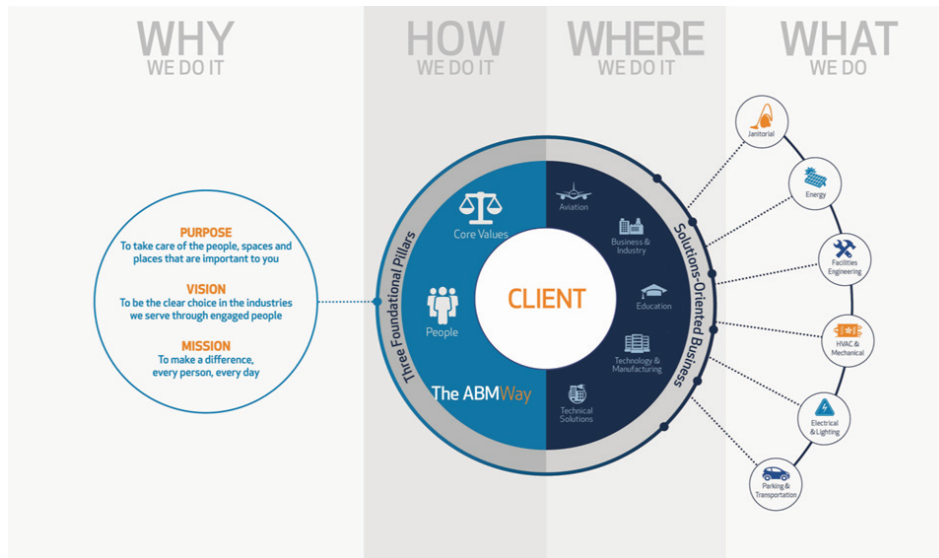 WHY
WE DO IT
HOW
WE DO IT
WHERE
WE DO IT
WHAT
WE DO
PURPOSE
To take care of the people, spaces and
places that are important to you
VISION
To be the clear choice in the industries
we serve through engaged people
MISSION
To make a difference,
every person, every day
Three Foundational Pillars
Core Values
People
The ABMWay
CLIENT
Aviation
Business &
Industry
Education
Technology &
Manufacturing
Technical
Solutions
Solutions-Oriented Business
Janitorial
Energy
Facilities
Engineering
HVAC &
Mechanical
Electrical
& Lighting
Parking &
Transportation